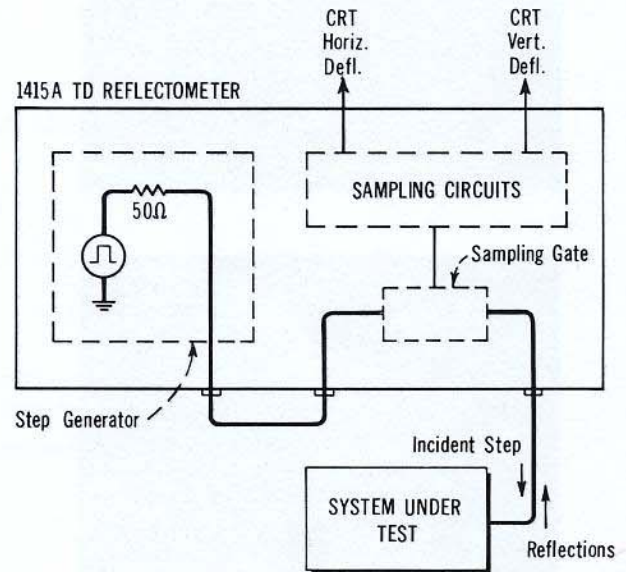 CRT
Horiz.
Defl.
CRT
Vert.
Defl.
1415A TD REFLECTOMETER
50Ω
SAMPLING CIRCUITS
Sampling Gate
Step Generator
Incident Step
SYSTEM UNDER
TEST
Reflections